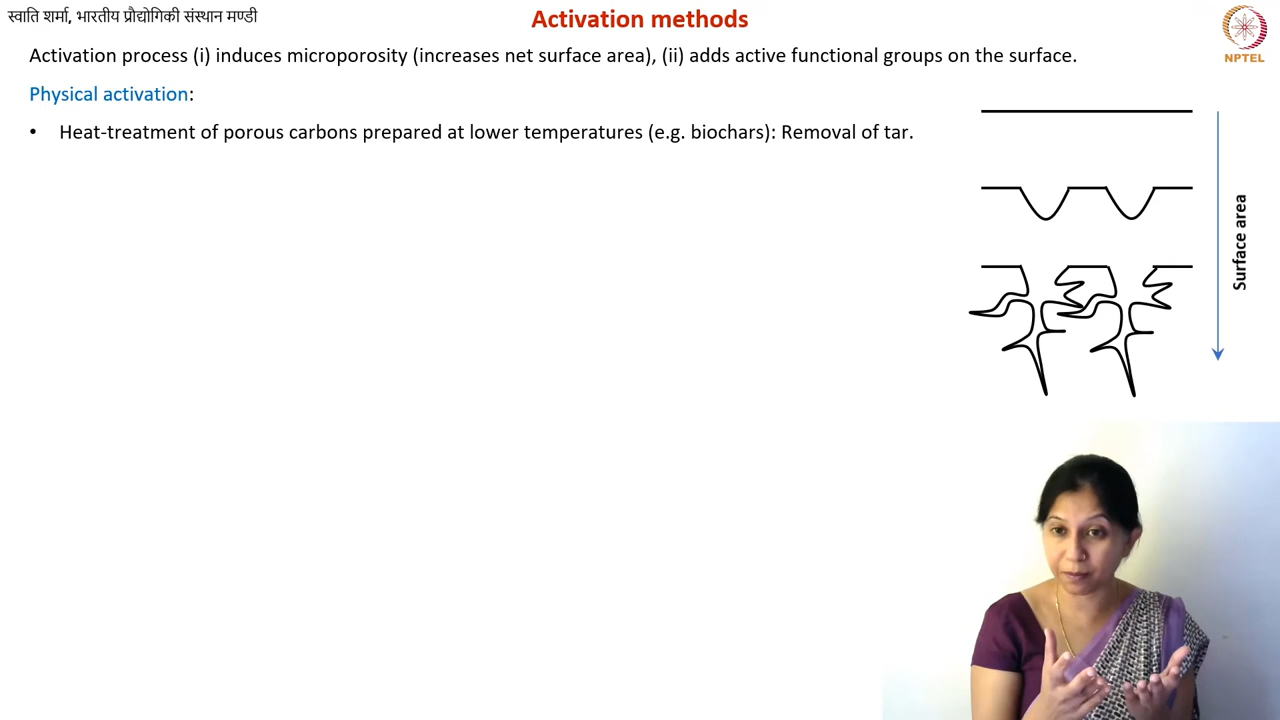 स्वाति शर्मा, भारतीय प्रौद्योगिकी संस्थान मण्डी
Activation methods
NPTEL
Activation process (i) induces microporosity (increases net surface area), (ii) adds active functional groups on the surface.
Physical activation:
• Heat-treatment of porous carbons prepared at lower temperatures (e.g. biochars): Removal of tar.
Surface area